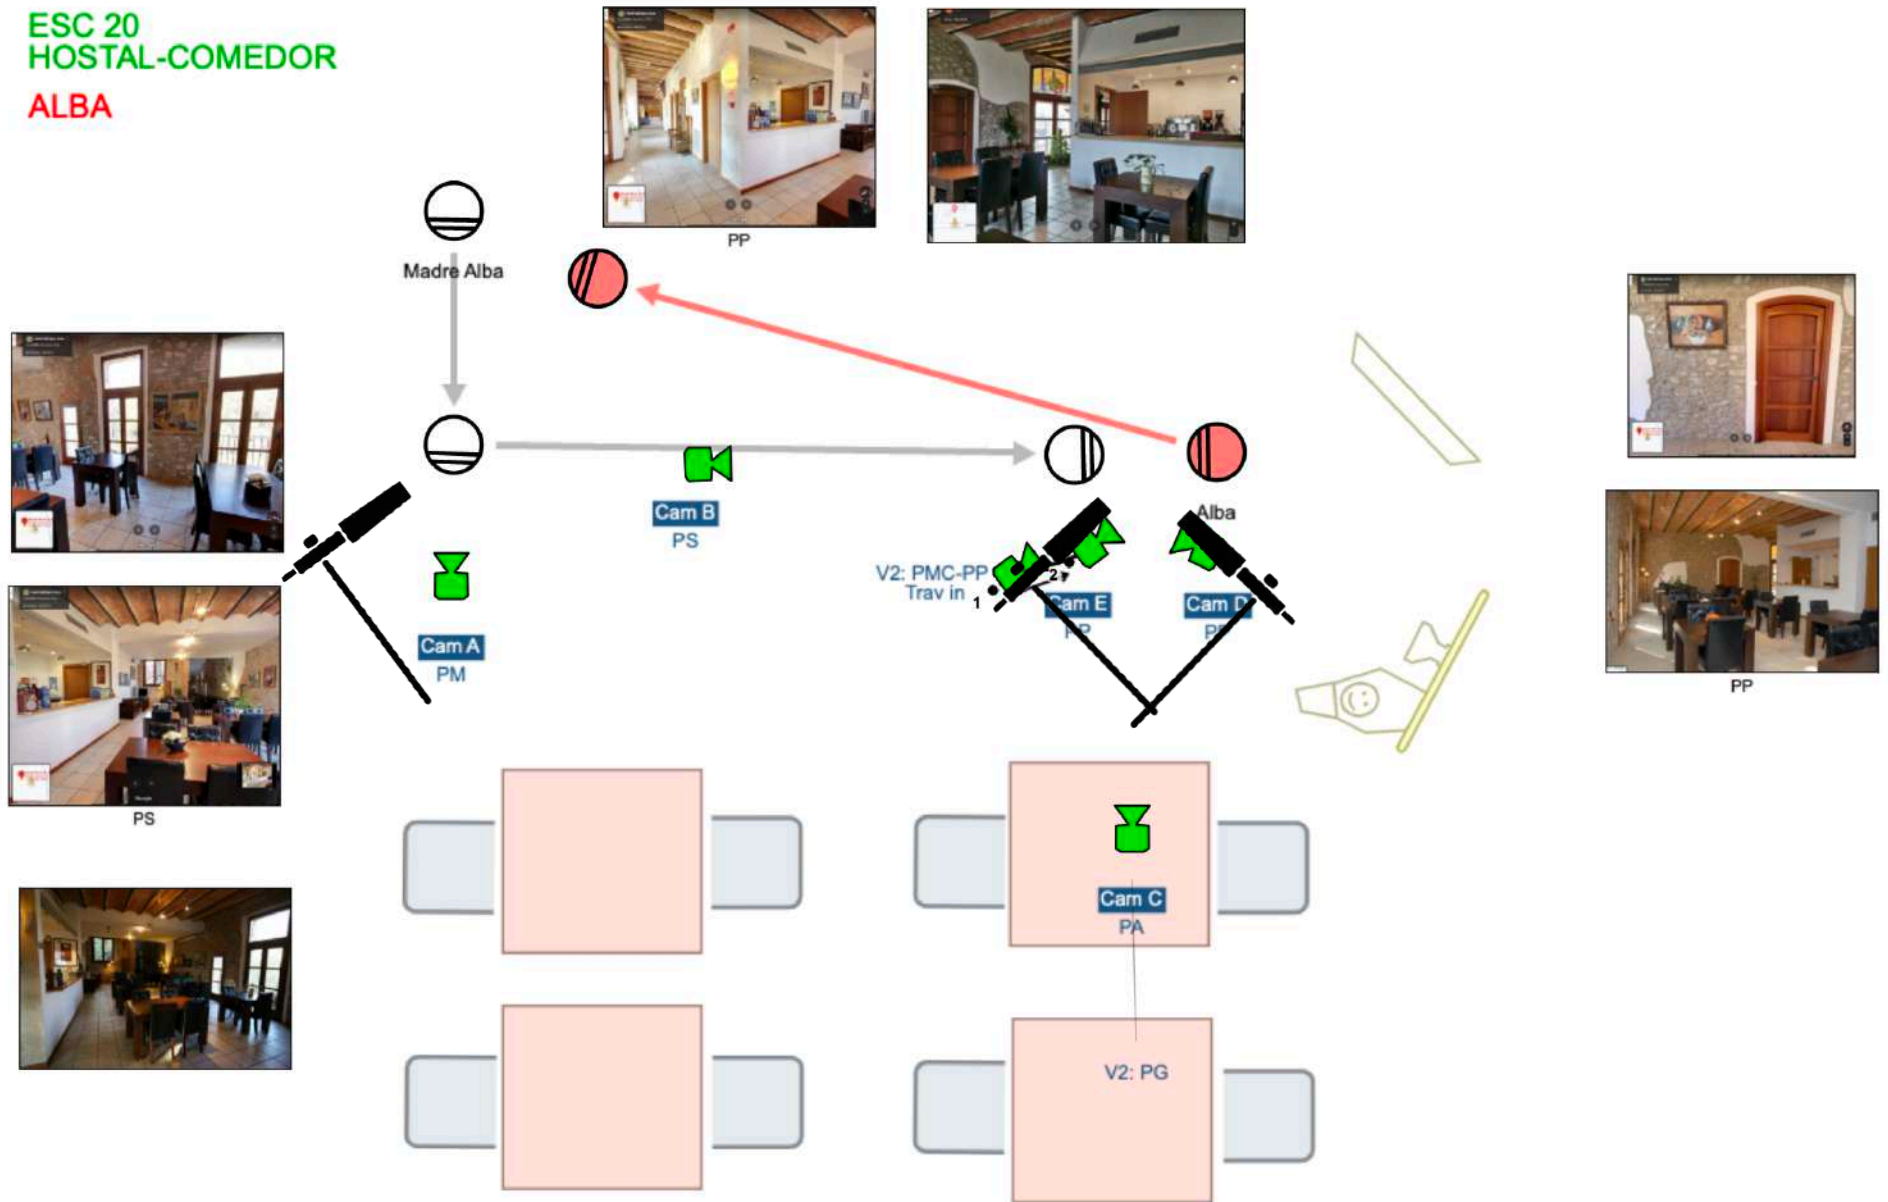 ESC 20
HOSTAL-COMEDOR
ALBA
PP
Madre Alba
Cam B
PS
Alba
V2: PMC-PP
Trav in
1
2
Cam E
PP
Cam D
Cam A
PM
PP
PS
Cam C
PA
V2: PG